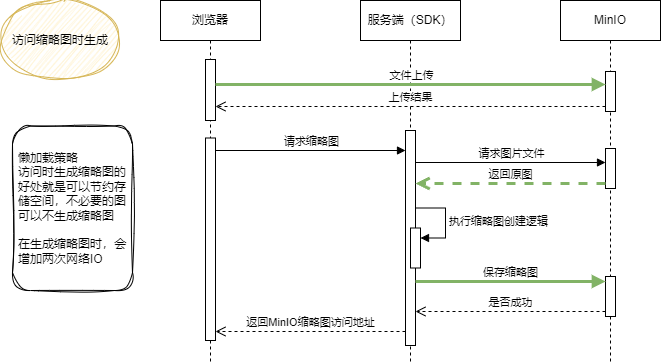 访问缩略图时生成
浏览器
服务端（SDK）
MinIO
文件上传
上传结果
请求缩略图
请求图片文件
返回原图
执行缩略图创建逻辑
保存缩略图
是否成功
返回MinIO缩略图访问地址
懒加载策略
访问时生成缩略图的
好处就是可以节约存
储空间，不必要的图
可以不生成缩略图
在生成缩略图时，会
增加两次网络IO